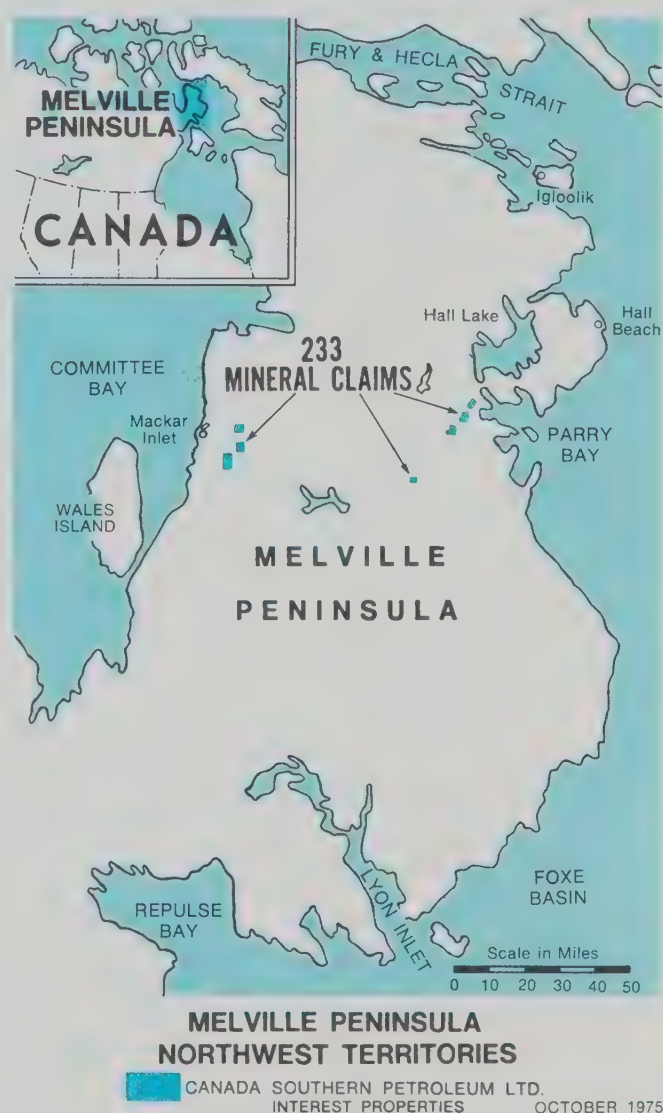 MELVILLE
PENINSULA
CANADA
FURY & HECLA
STRAIT
Igloolik
Hall Lake
Hall
Beach
COMMITTEE
BAY
233
MINERAL CLAIMS
Mackar
Inlet
PARRY
BAY
WALES
ISLAND
MELVILLE
PENINSULA
LYON INLET
FOXE
BASIN
REPULSE
BAY
Scale in Miles
0 10 20 30 40 50
MELVILLE PENINSULA
NORTHWEST TERRITORIES
CANADA SOUTHERN PETROLEUM LTD.
INTEREST PROPERTIES OCTOBER 1975